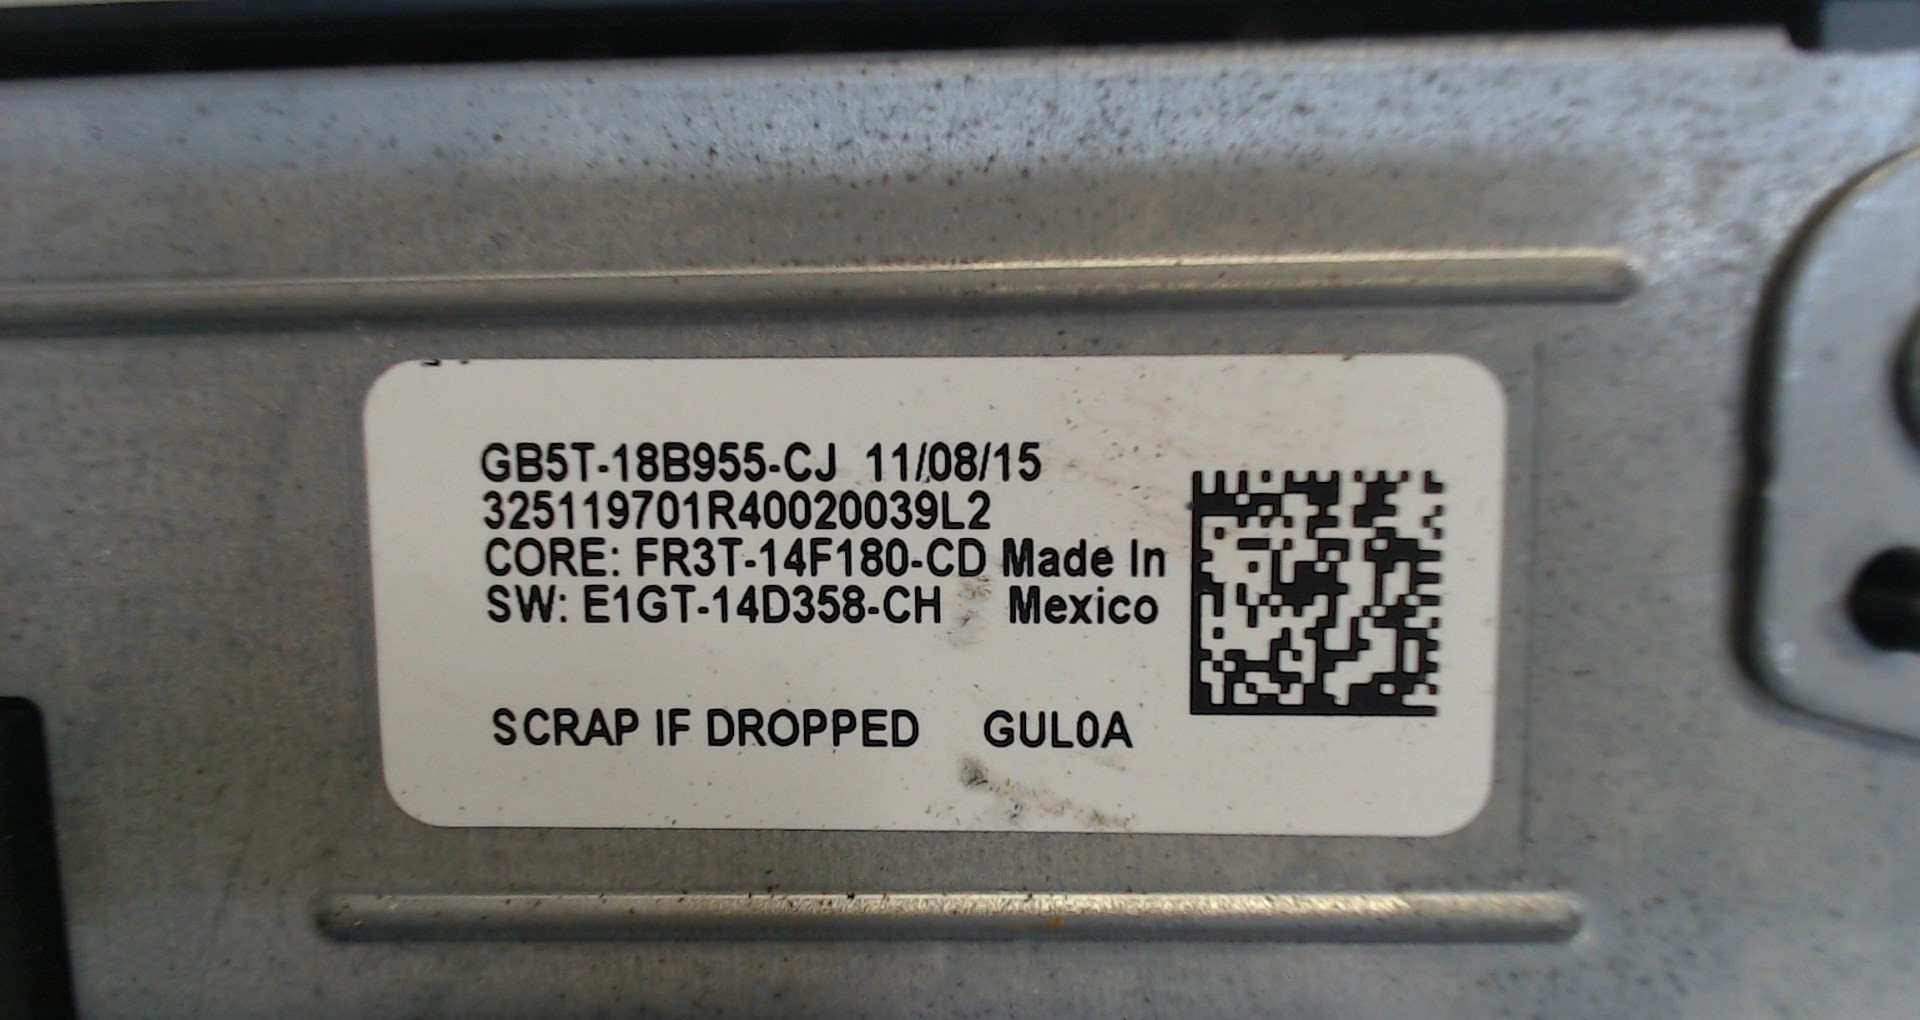 GB5T-18B955-CJ 11/08/15
325119701R40020039L2
CORE: FR3T-14F180-CD Made In
SW: E1GT-14D358-CH Mexico
SCRAP IF DROPPED GUL0A